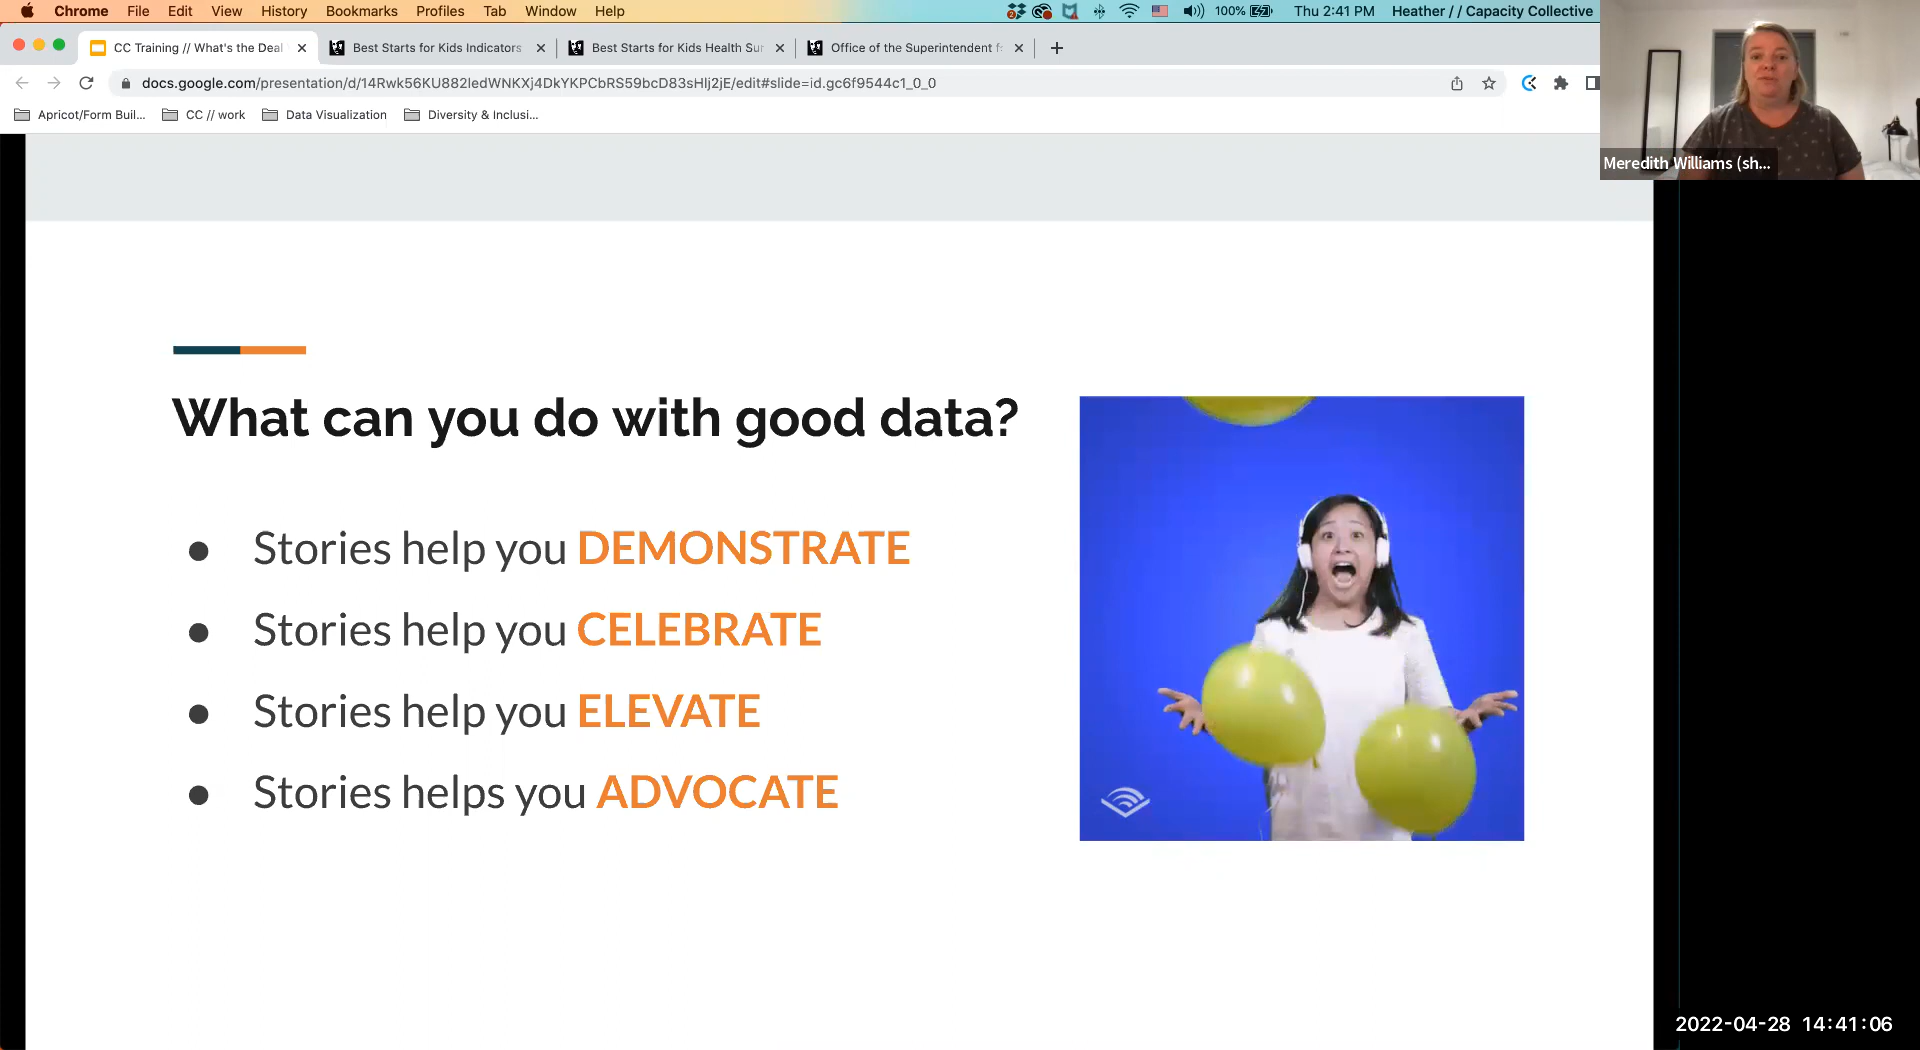 Chrome File Edit View History Bookmarks Profiles Tab Window Help 100% Thu 2:41 PM Heather // Capacity Collective
CC Training // What's the Deal Best Starts for Kids Indicators Best Starts for Kids Health Sur Office of the Superintendent f
docs.google.com/presentation/d/14Rwk56KU882ledWNKXj4DkYKPCbRS59bcD83sHlj2jE/edit#slide=id.gc6f9544c1_0_0
Apricot/Form Buil... CC // work Data Visualization Diversity & Inclusi...
Meredith Williams (sh...
What can you do with good data?
● Stories help you DEMONSTRATE
● Stories help you CELEBRATE
● Stories help you ELEVATE
● Stories helps you ADVOCATE
2022-04-28 14:41:06